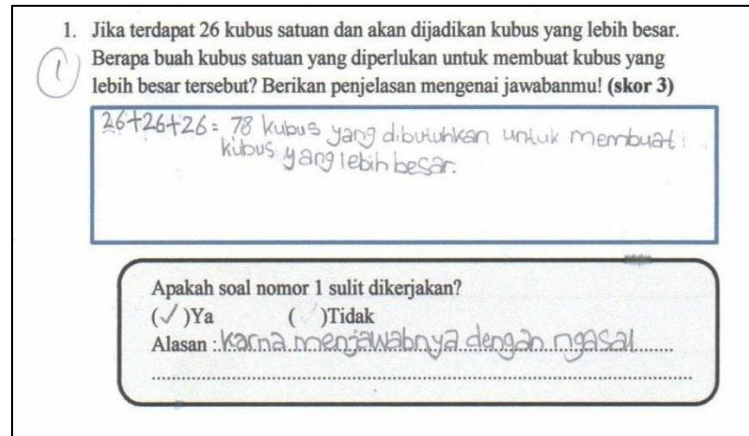 1. Jika terdapat 26 kubus satuan dan akan dijadikan kubus yang lebih besar.
Berapa buah kubus satuan yang diperlukan untuk membuat kubus yang
1
lebih besar tersebut? Berikan penjelasan mengenai jawabanmu! (skor 3)
26+26+26 = 78 kubus yang dibutuhkan untuk membuat
kubus yang lebih besar.
Apakah soal nomor 1 sulit dikerjakan?
(✓)Ya ( )Tidak
Alasan : karna menjawabnya dengan ngasal